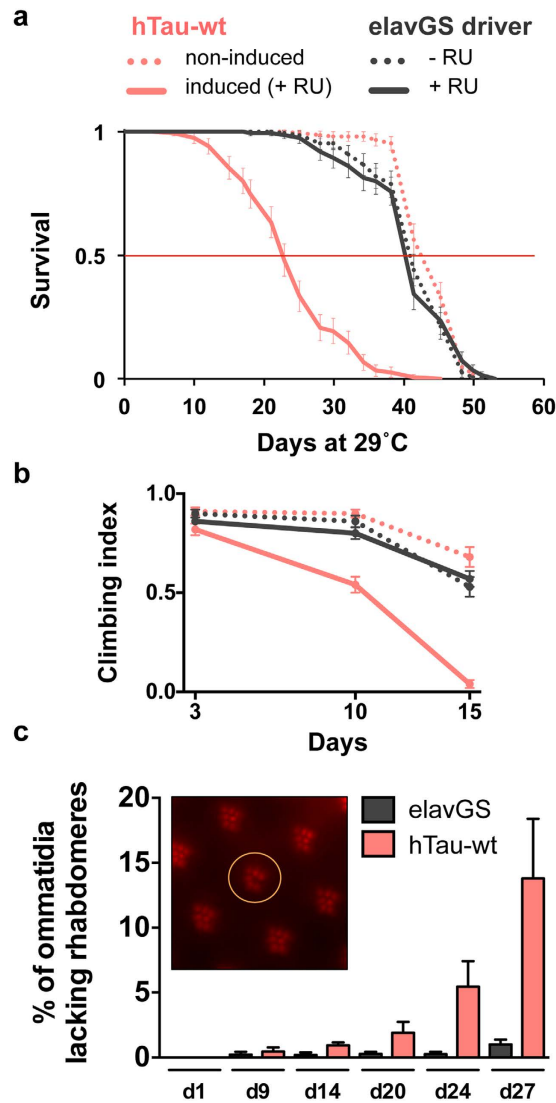 a
hTau-wt elavGS driver
non-induced - RU
induced (+ RU) + RU
1
0.5
0
Survival
0 10 20 30 40 50 60
Days at 29˚C
b
1.0
0.5
0.0
Climbing index
3 10 15
Days
c
20
15
10
5
0
% of ommatidia
lacking rhabdomeres
elavGS
hTau-wt
d1 d9 d14 d20 d24 d27